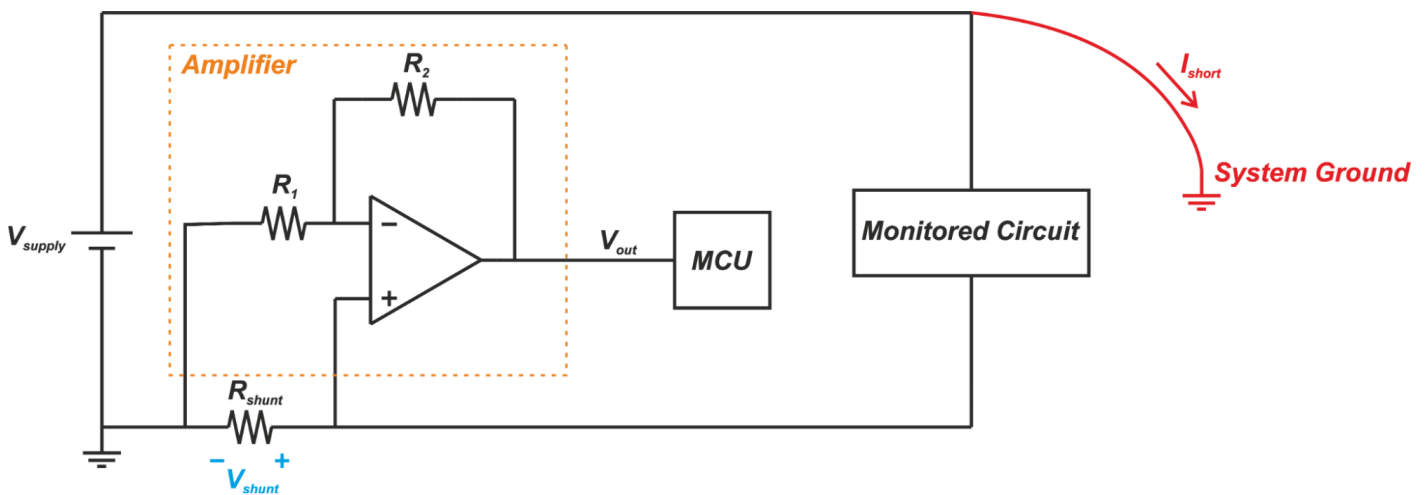 Amplifier
R2
Ishort
System Ground
R1
Vsupply
−
Vout
MCU
Monitored Circuit
+
Rshunt
− Vshunt +